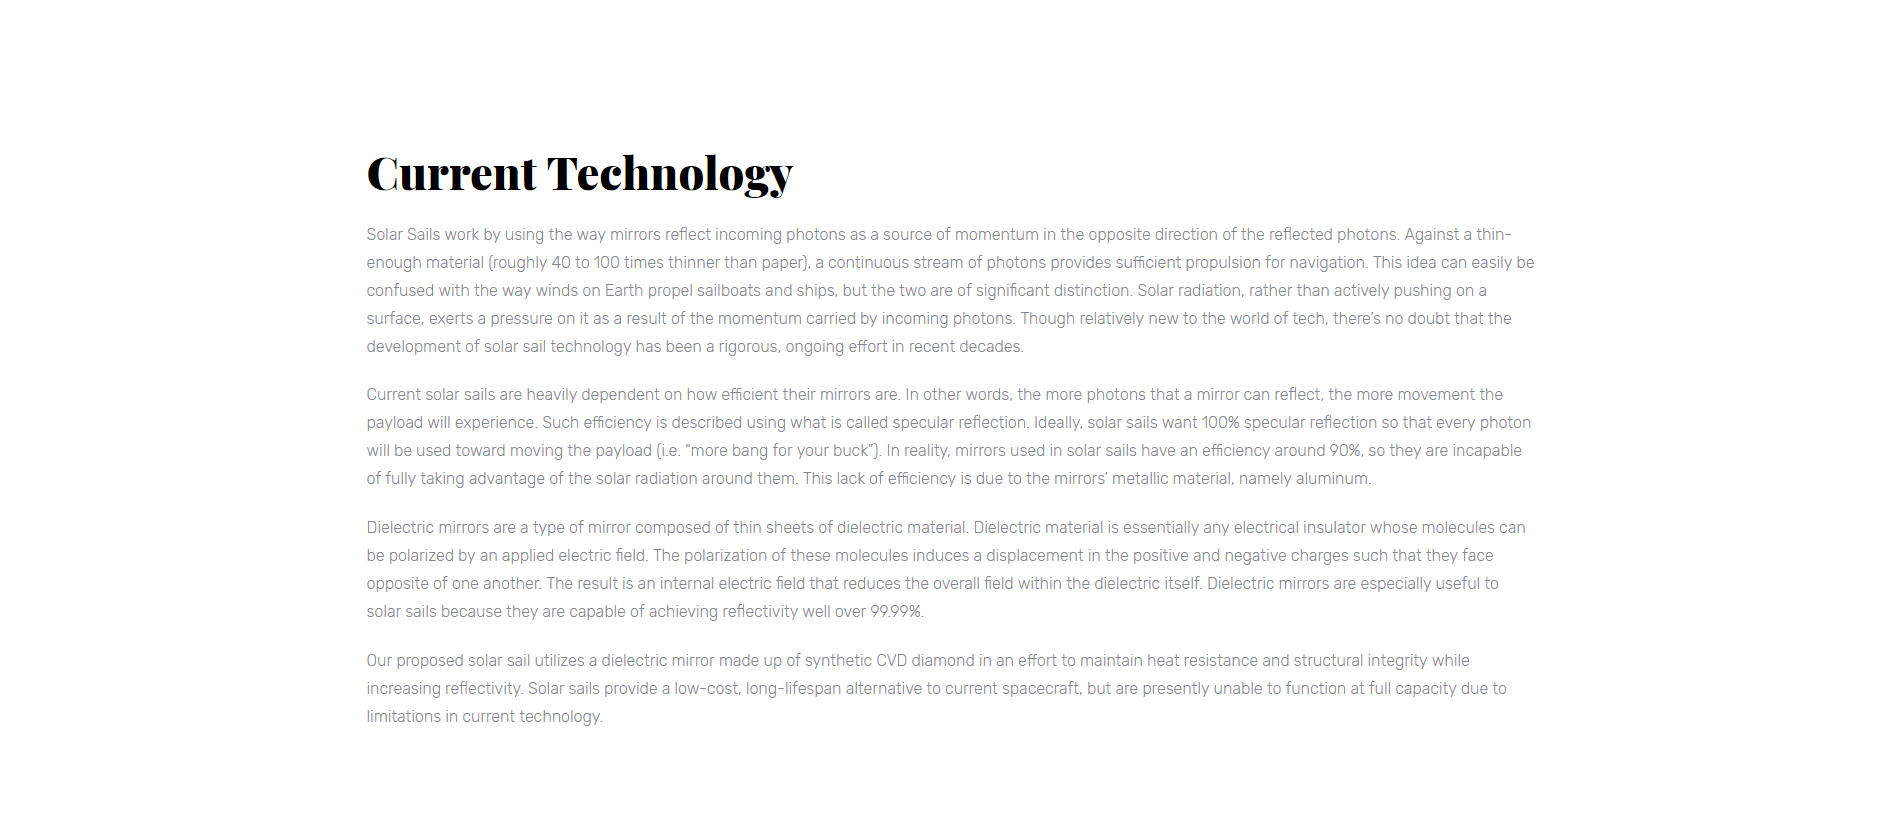 Current Technology
Solar Sails work by using the way mirrors reflect incoming photons as a source of momentum in the opposite direction of the reflected photons. Against a thin-
enough material (roughly 40 to 100 times thinner than paper), a continuous stream of photons provides sufficient propulsion for navigation. This idea can easily be
confused with the way winds on Earth propel sailboats and ships, but the two are of significant distinction. Solar radiation, rather than actively pushing on a
surface, exerts a pressure on it as a result of the momentum carried by incoming photons. Though relatively new to the world of tech, there’s no doubt that the
development of solar sail technology has been a rigorous, ongoing effort in recent decades.
Current solar sails are heavily dependent on how efficient their mirrors are. In other words, the more photons that a mirror can reflect, the more movement the
payload will experience. Such efficiency is described using what is called specular reflection. Ideally, solar sails want 100% specular reflection so that every photon
will be used toward moving the payload (i.e. “more bang for your buck”). In reality, mirrors used in solar sails have an efficiency around 90%, so they are incapable
of fully taking advantage of the solar radiation around them. This lack of efficiency is due to the mirrors’ metallic material, namely aluminum.
Dielectric mirrors are a type of mirror composed of thin sheets of dielectric material. Dielectric material is essentially any electrical insulator whose molecules can
be polarized by an applied electric field. The polarization of these molecules induces a displacement in the positive and negative charges such that they face
opposite of one another. The result is an internal electric field that reduces the overall field within the dielectric itself. Dielectric mirrors are especially useful to
solar sails because they are capable of achieving reflectivity well over 99.99%.
Our proposed solar sail utilizes a dielectric mirror made up of synthetic CVD diamond in an effort to maintain heat resistance and structural integrity while
increasing reflectivity. Solar sails provide a low-cost, long-lifespan alternative to current spacecraft, but are presently unable to function at full capacity due to
limitations in current technology.